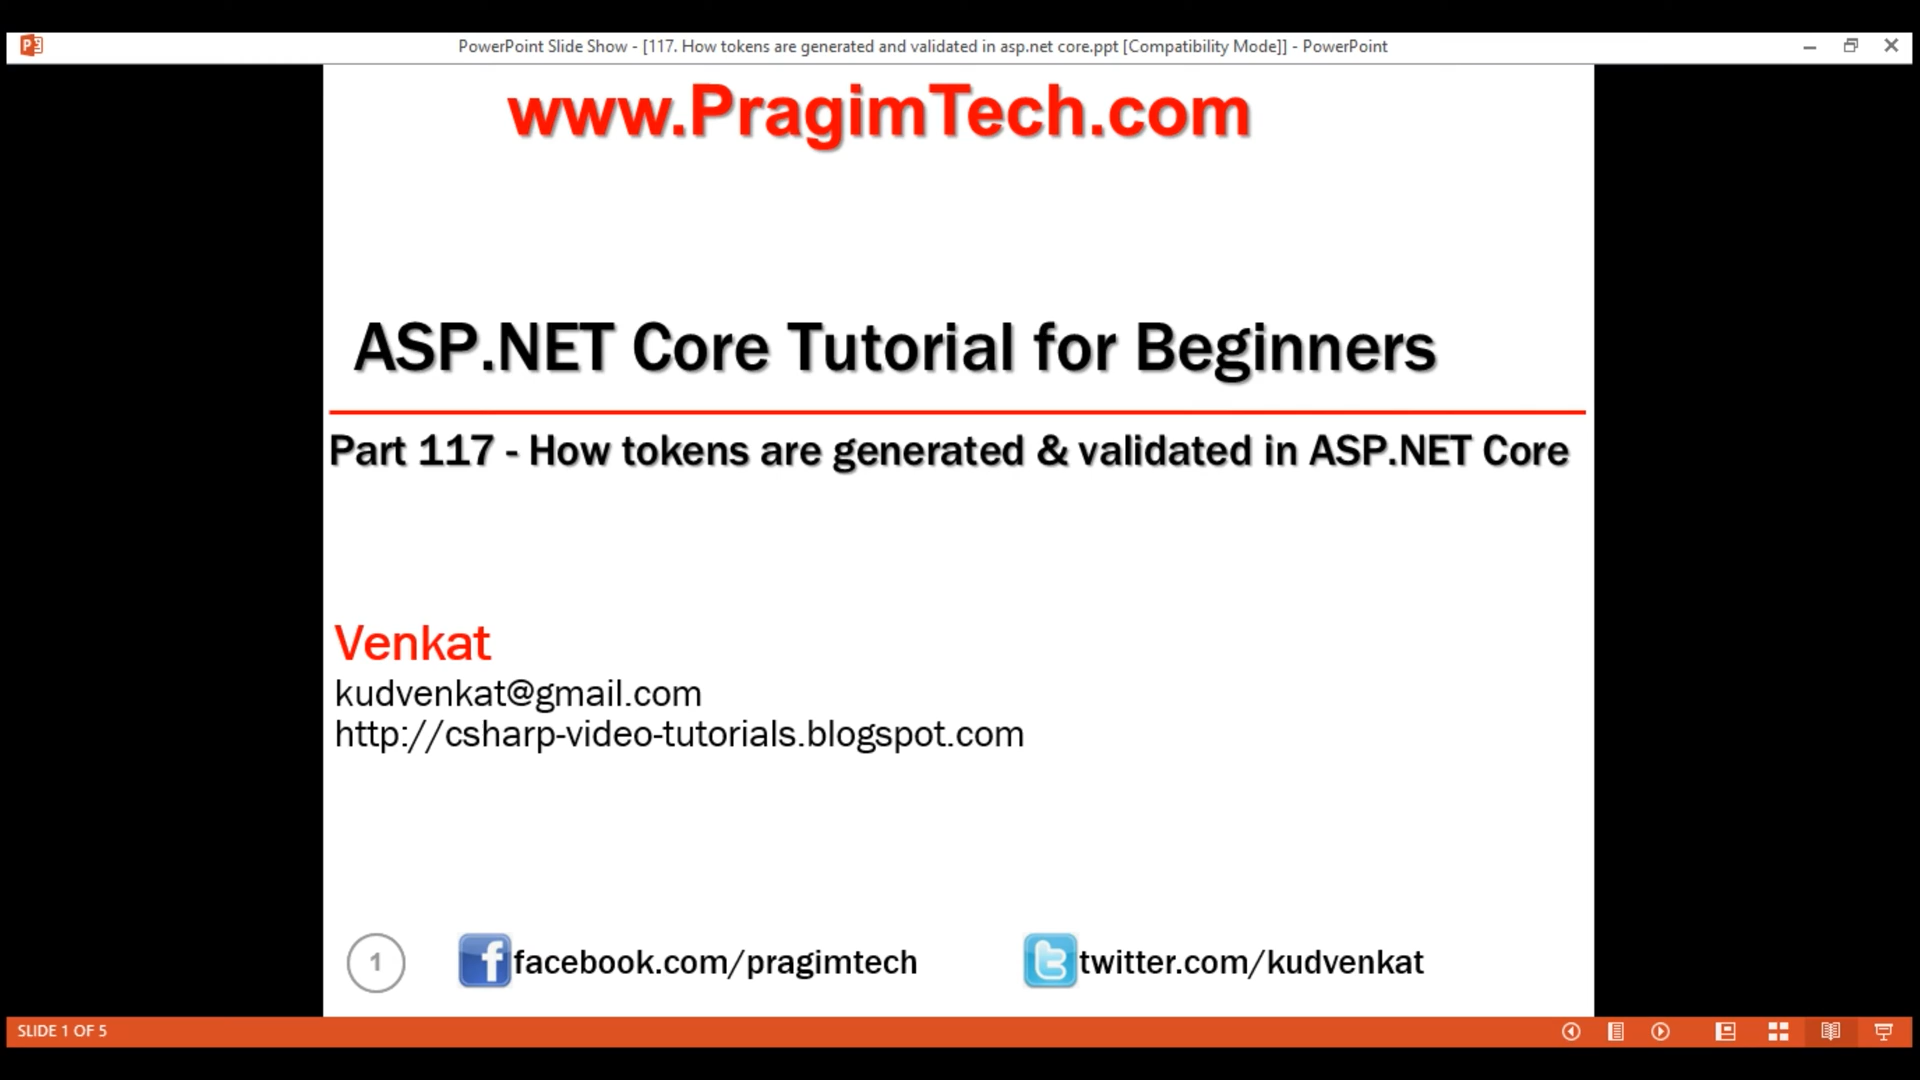 PowerPoint Slide Show - [117. How tokens are generated and validated in asp.net core.ppt [Compatibility Mode]] - PowerPoint
www.PragimTech.com
ASP.NET Core Tutorial for Beginners
Part 117 - How tokens are generated & validated in ASP.NET Core
Venkat
kudvenkat@gmail.com
http://csharp-video-tutorials.blogspot.com
1
facebook.com/pragimtech
twitter.com/kudvenkat
SLIDE 1 OF 5